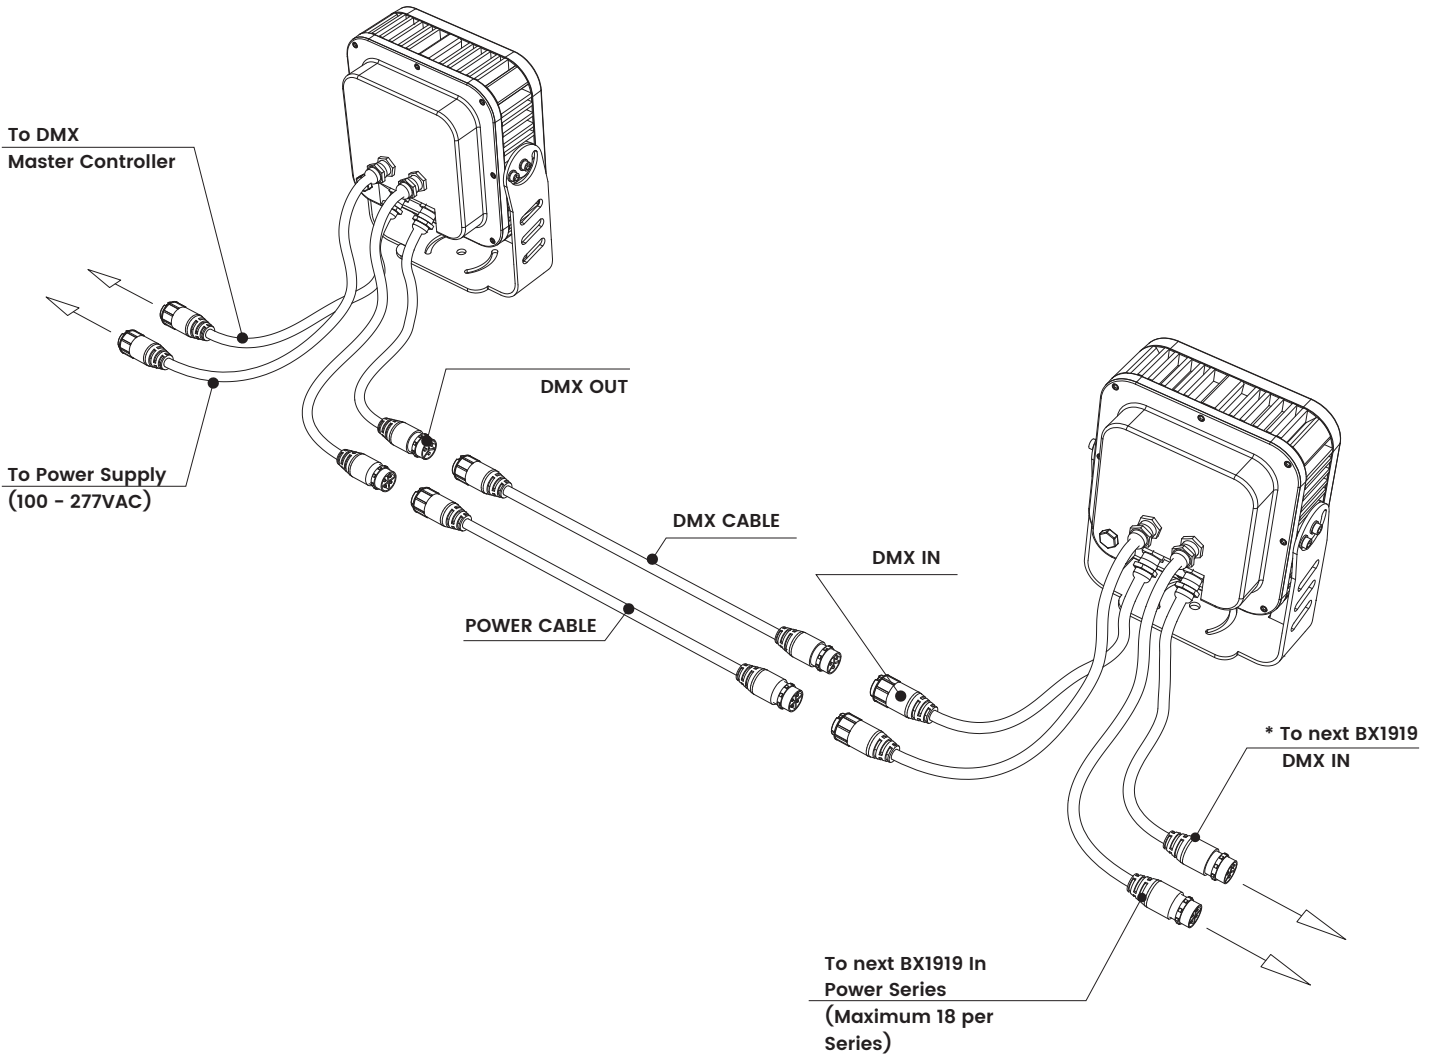 To DMX
Master Controller
DMX OUT
To Power Supply
(100 - 277VAC)
DMX CABLE
DMX IN
POWER CABLE
* To next BX1919
DMX IN
To next BX1919 In
Power Series
(Maximum 18 per
Series)